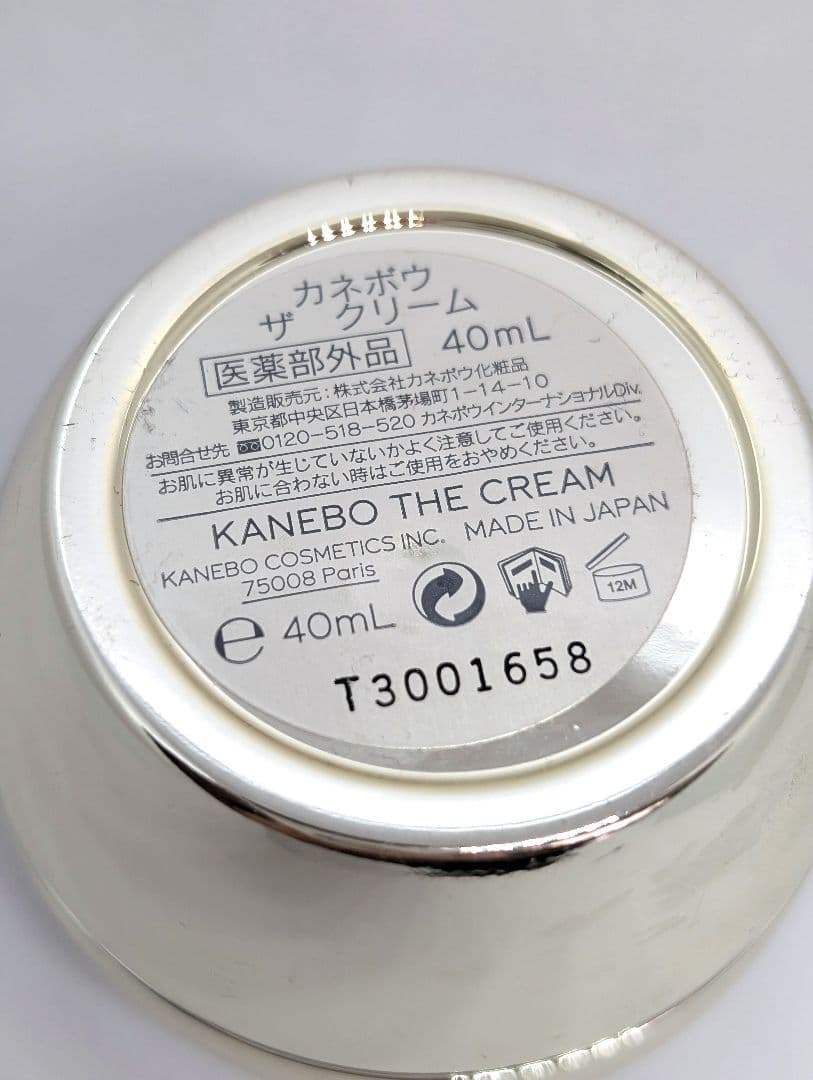 カネボウ
ザ クリーム
医薬部外品 40mL
製造販売元：株式会社カネボウ化粧品
東京都中央区日本橋茅場町1-14-10
お問合せ先 0120-518-520 カネボウインターナショナルDiv.
お肌に異常が生じていないかよく注意してご使用ください。
お肌に合わない時はご使用をおやめください。
KANEBO THE CREAM
KANEBO COSMETICS INC. MADE IN JAPAN
75008 Paris
℮ 40mL
12M
T3001658